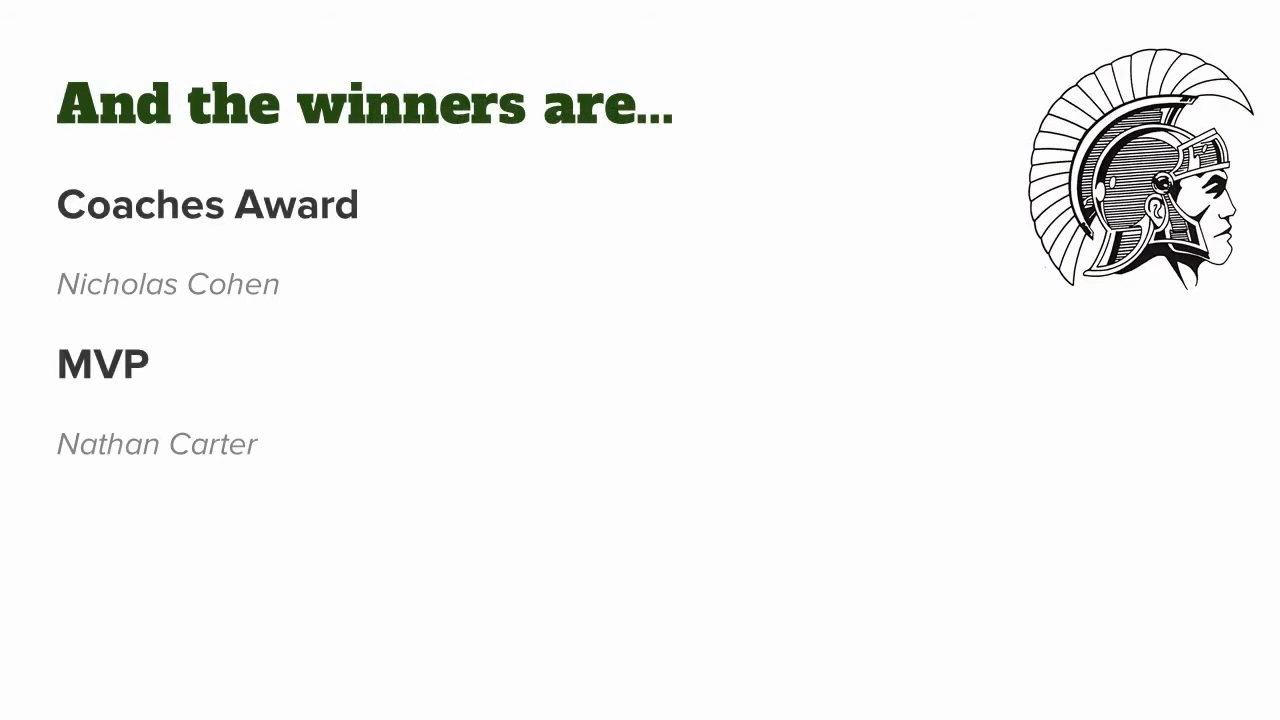 And the winners are...
Coaches Award
Nicholas Cohen
MVP
Nathan Carter